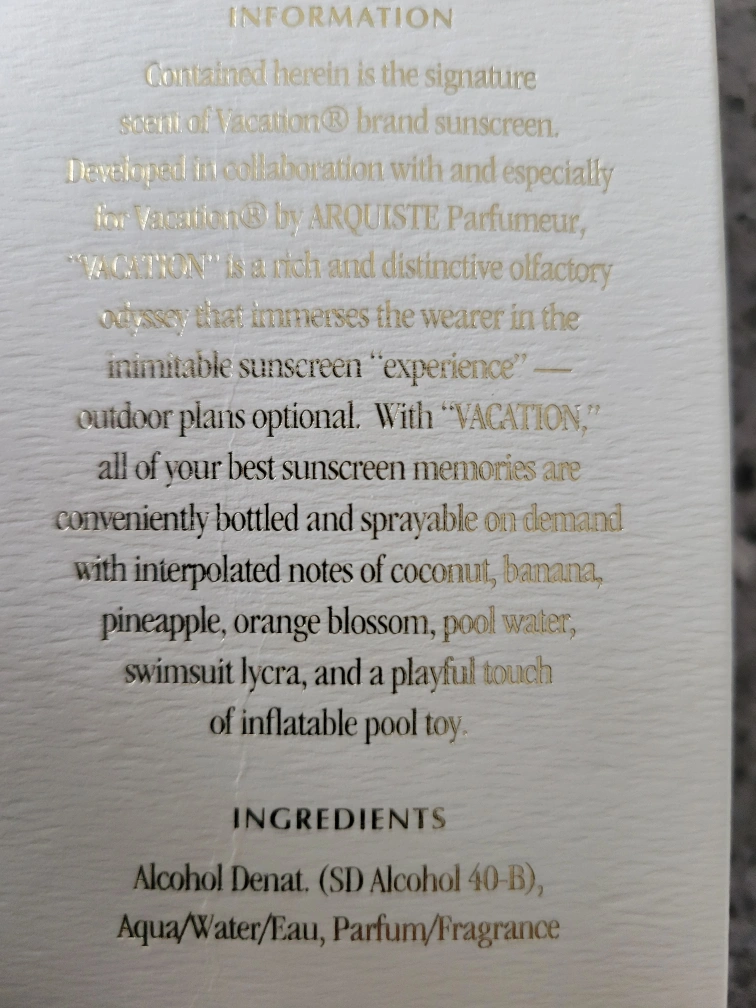 INFORMATION
Contained herein is the signature
scent of Vacation® brand sunscreen.
Developed in collaboration with and especially
for Vacation® by ARQUISTE Parfumeur,
“VACATION” is a rich and distinctive olfactory
odyssey that immerses the wearer in the
inimitable sunscreen “experience” —
outdoor plans optional. With “VACATION,”
all of your best sunscreen memories are
conveniently bottled and sprayable on demand
with interpolated notes of coconut, banana,
pineapple, orange blossom, pool water,
swimsuit lycra, and a playful touch
of inflatable pool toy.
INGREDIENTS
Alcohol Denat. (SD Alcohol 40-B),
Aqua/Water/Eau, Parfum/Fragrance